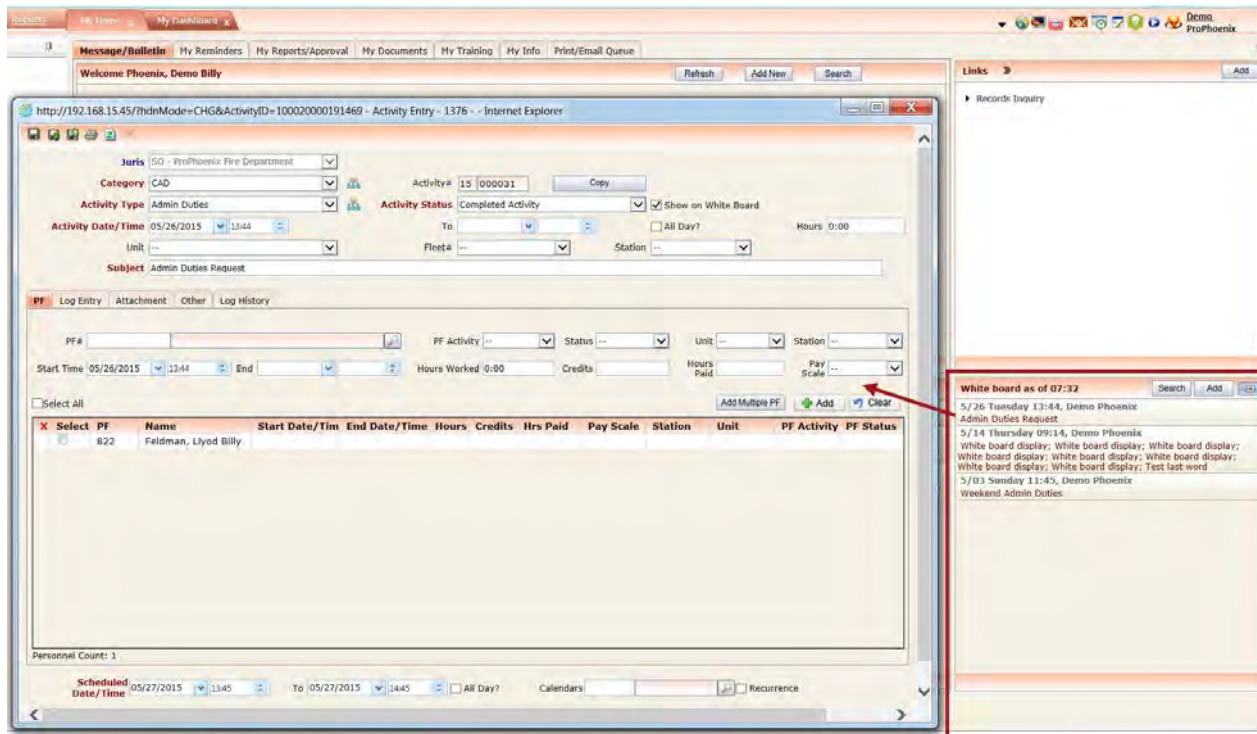 Reports My Home x My Dashboard x Demo
ProPhoenix
Message/Bulletin My Reminders My Reports/Approval My Documents My Training My Info Print/Email Queue
Welcome Phoenix, Demo Billy Refresh Add New Search Links Add
Records Inquiry
http://192.168.15.45/?hdnMode=CHG&ActivityID=100020000191469 - Activity Entry - 1376 - - Internet Explorer
Juris SO - ProPhoenix Fire Department
Category CAD Activity# 15 000031 Copy
Activity Type Admin Duties Activity Status Completed Activity Show on White Board
Activity Date/Time 05/26/2015 13:44 To All Day? Hours 0:00
Unit -- Fleet# -- Station --
Subject Admin Duties Request
PF Log Entry Attachment Other Log History
PF# PF Activity -- Status -- Unit -- Station --
Start Time 05/26/2015 13:44 End Hours Worked 0:00 Credits Hours Paid Pay Scale --
Select All Add Multiple PF Add Clear
X Select PF Name Start Date/Tim End Date/Time Hours Credits Hrs Paid Pay Scale Station Unit PF Activity PF Status
822 Feldman, Llyod Billy
Personnel Count: 1
Scheduled Date/Time 05/27/2015 13:45 To 05/27/2015 14:45 All Day? Calendars Recurrence
White board as of 07:32 Search Add
5/26 Tuesday 13:44, Demo Phoenix
Admin Duties Request
5/14 Thursday 09:14, Demo Phoenix
White board display; White board display; White board display;
White board display; White board display; White board display;
White board display; White board display; Test last word
5/03 Sunday 11:45, Demo Phoenix
Weekend Admin Duties